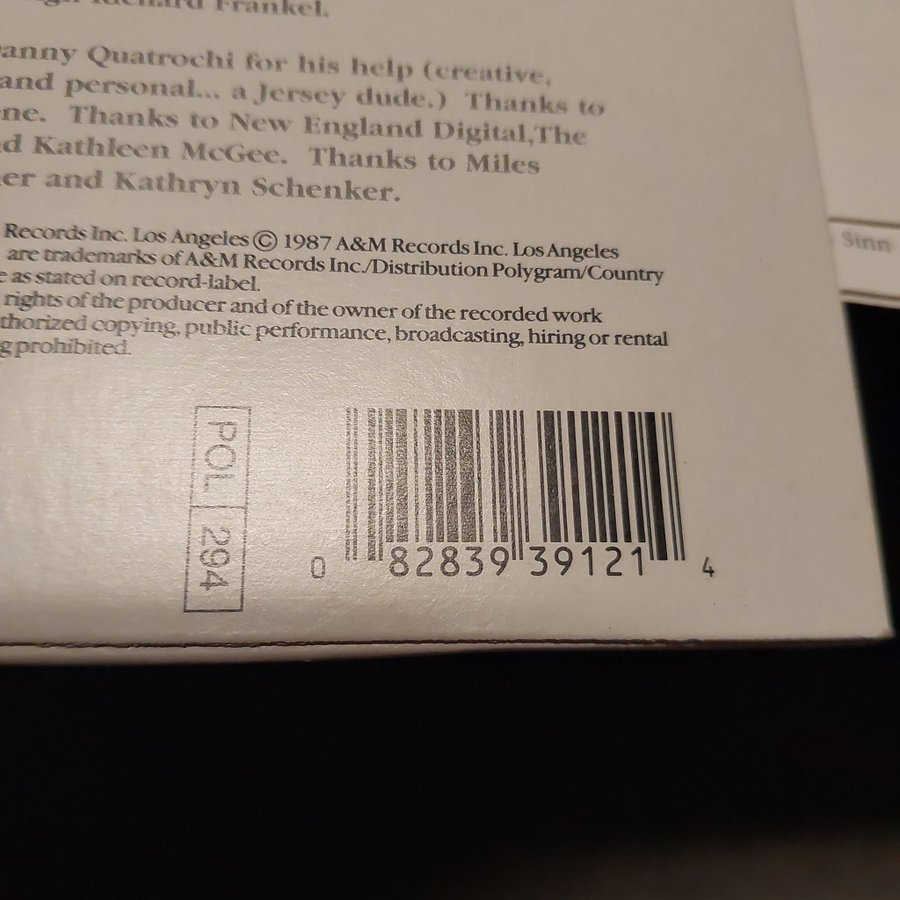 Richard Frankel.
anny Quatrochi for his help (creative,
and personal... a Jersey dude.) Thanks to
ne. Thanks to New England Digital,The
d Kathleen McGee. Thanks to Miles
er and Kathryn Schenker.
Records Inc. Los Angeles © 1987 A&M Records Inc. Los Angeles
are trademarks of A&M Records Inc./Distribution Polygram/Country
e as stated on record-label.
rights of the producer and of the owner of the recorded work
thorized copying, public performance, broadcasting, hiring or rental
g prohibited.
Sinn
POL 294
0 82839 39121 4